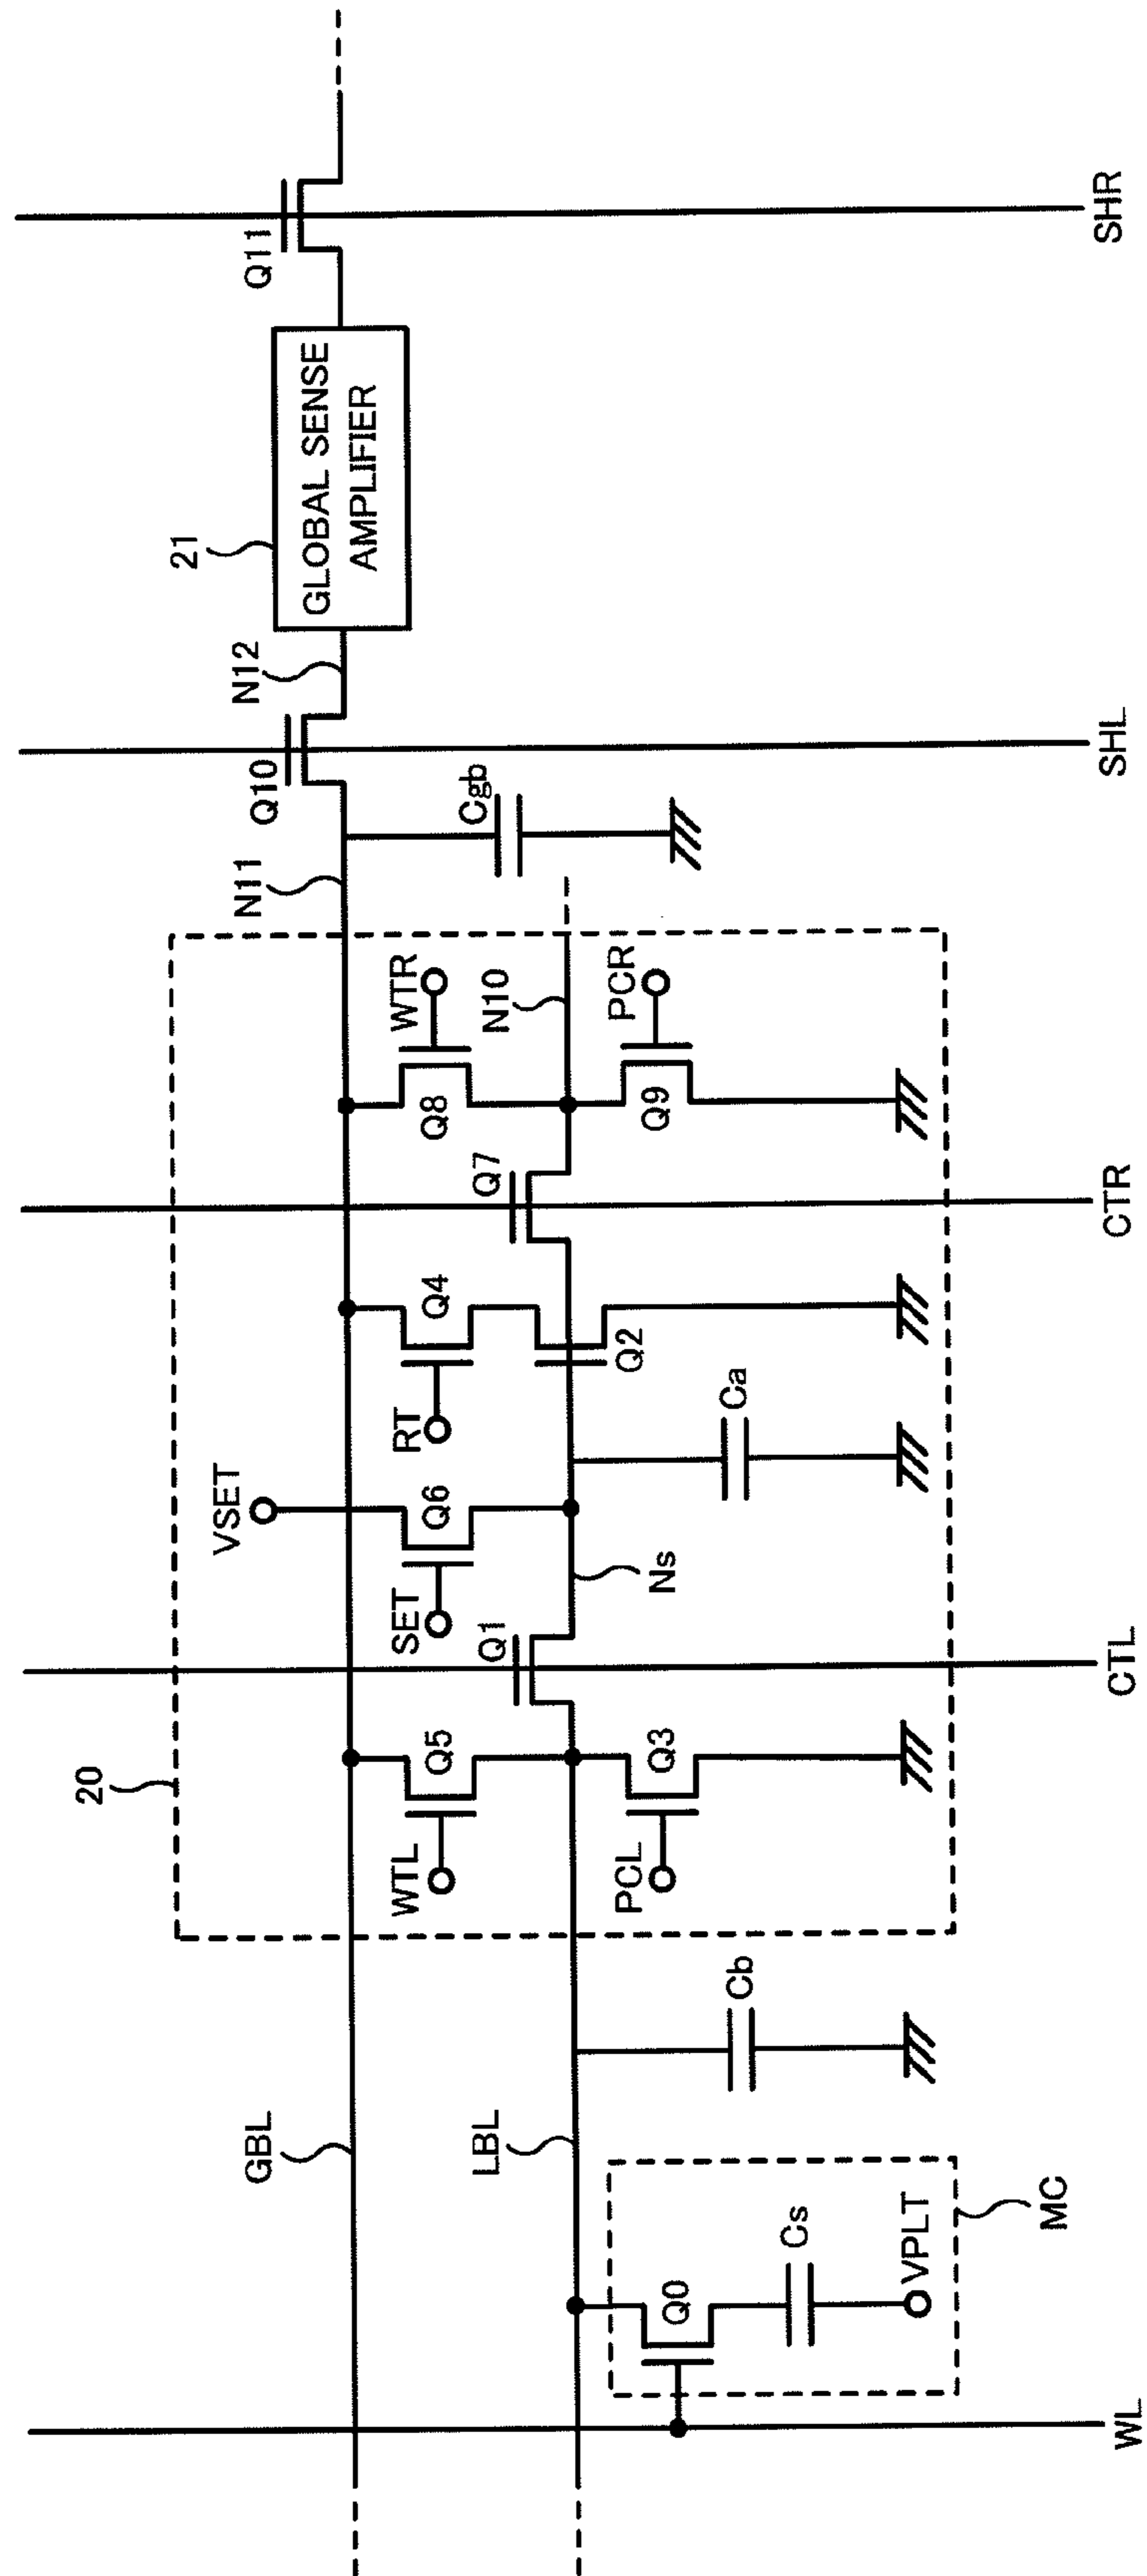 WL
GBL
LBL
MC
Q0
Cs
VPLT
Cb
20
WTL
Q5
PCL
Q3
CTL
Q1
VSET
SET
Q6
Ns
RT
Q4
Q2
Ca
CTR
Q7
WTR
Q8
N10
PCR
Q9
N11
Cgb
Q10
SHL
N12
21
GLOBAL SENSE
AMPLIFIER
Q11
SHR